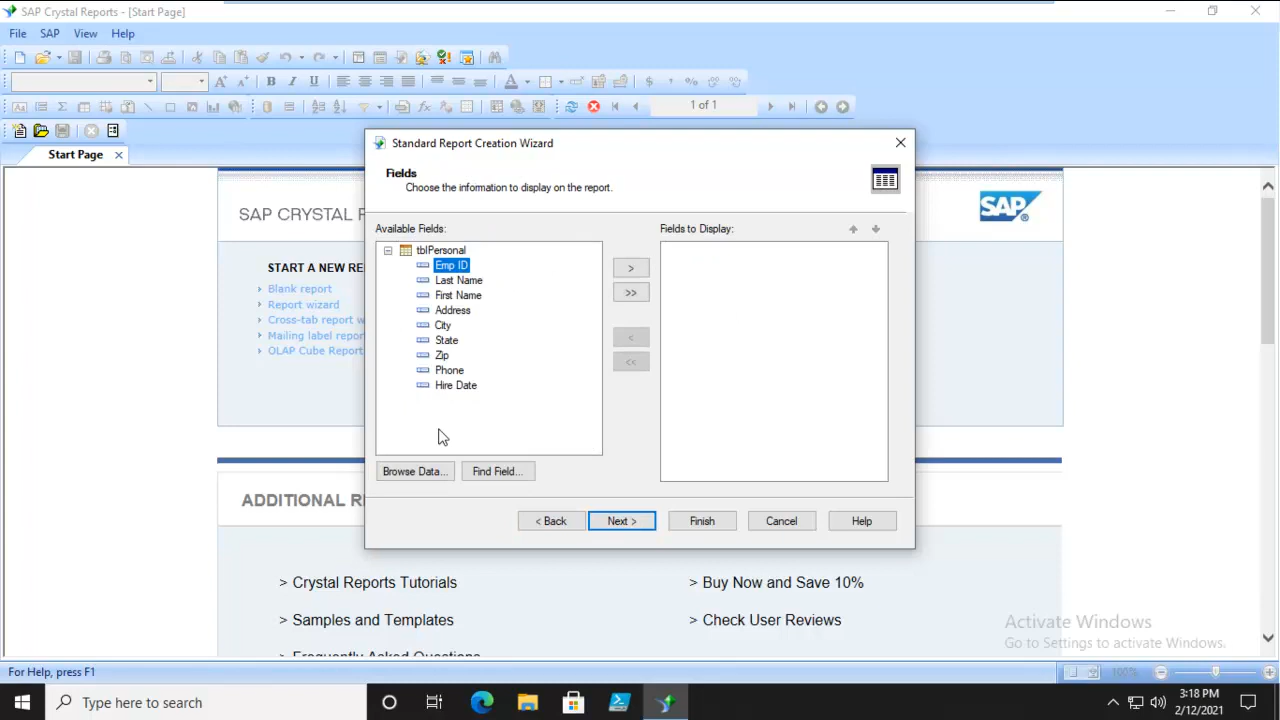 SAP Crystal Reports - [Start Page]
File SAP View Help
1 of 1
Start Page
Standard Report Creation Wizard
Fields
Choose the information to display on the report.
SAP CRYSTAL R
SAP
START A NEW RE
Blank report
Report wizard
Cross-tab report w
Mailing label repor
OLAP Cube Report
Available Fields:
Fields to Display:
tblPersonal
Emp ID
Last Name
First Name
Address
City
State
Zip
Phone
Hire Date
>
>>
<
<<
Browse Data... Find Field...
< Back Next > Finish Cancel Help
ADDITIONAL R
> Crystal Reports Tutorials
> Buy Now and Save 10%
> Samples and Templates
> Check User Reviews
> Frequently Asked Questions
Activate Windows
Go to Settings to activate Windows.
For Help, press F1
100%
Type here to search
3:18 PM
2/12/2021